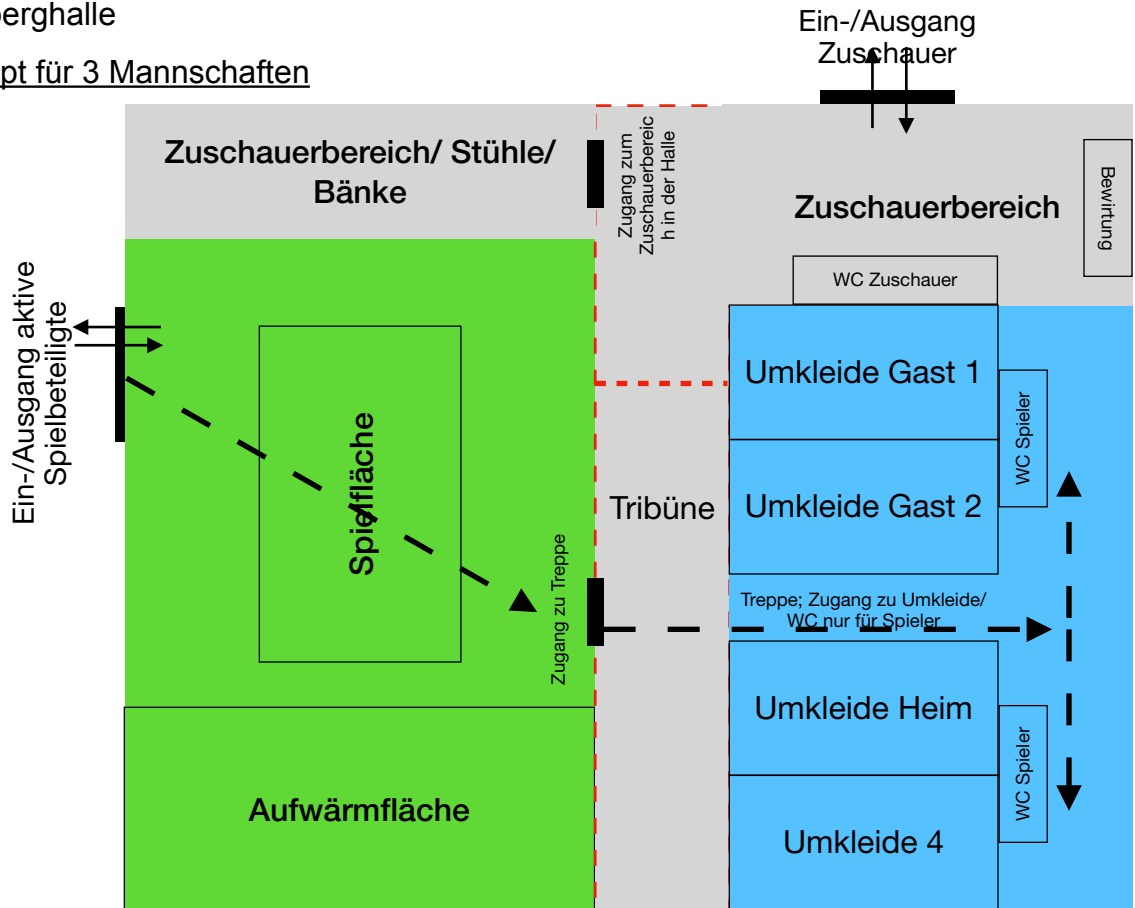 berghalle
pt für 3 Mannschaften
Ein-/Ausgang
Zuschauer
Zuschauerbereich/ Stühle/
Bänke
Zugang zum
Zuschauerbereic
h in der Halle
Zuschauerbereich
Bewirtung
WC Zuschauer
Ein-/Ausgang aktive
Spielbeteiligte
Umkleide Gast 1
WC Spieler
Spielfläche
Tribüne
Umkleide Gast 2
Zugang zu Treppe
Treppe; Zugang zu Umkleide/
WC nur für Spieler
Umkleide Heim
WC Spieler
Aufwärmfläche
Umkleide 4